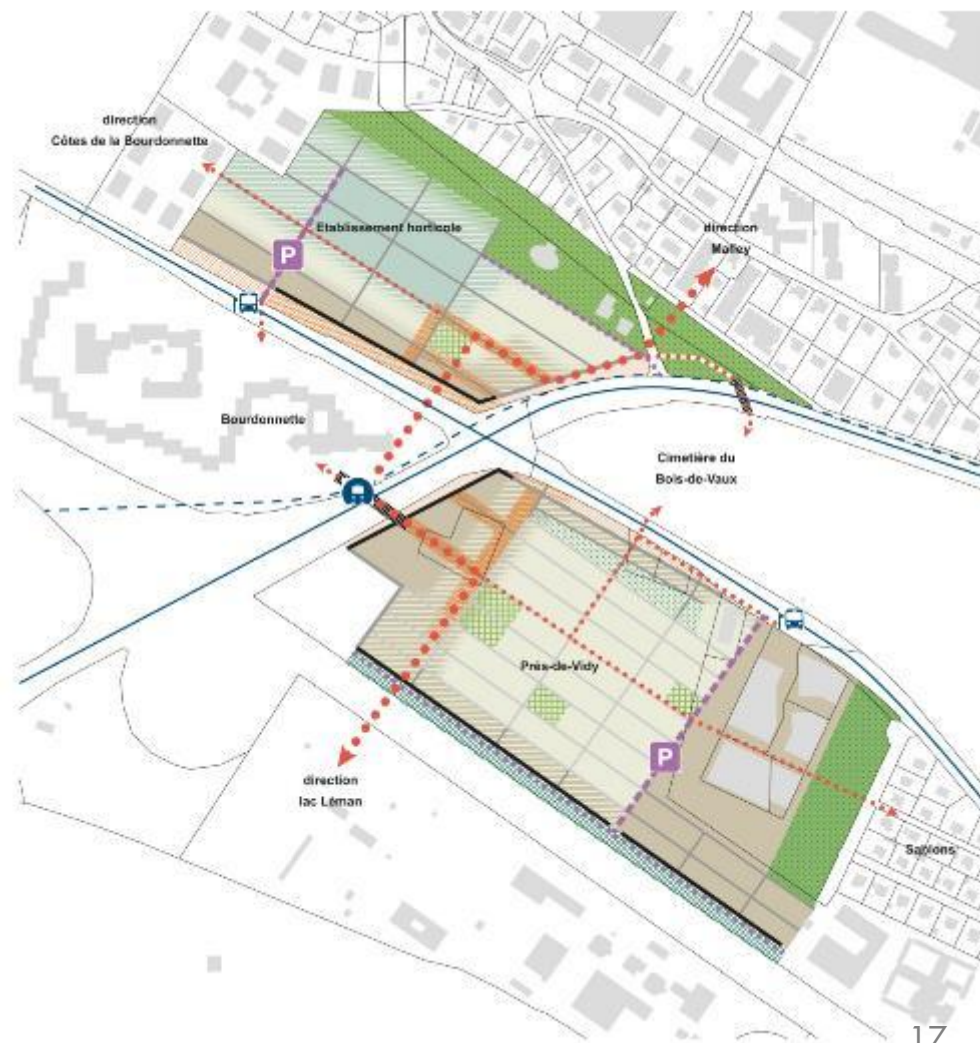 direction
Côtes de la Bourdonnette
Etablissement horticole
direction
Malley
P
Bourdonnette
Cimetière du
Bois-de-Vaux
Prés-de-Vidy
P
direction
lac Léman
Sablons
17